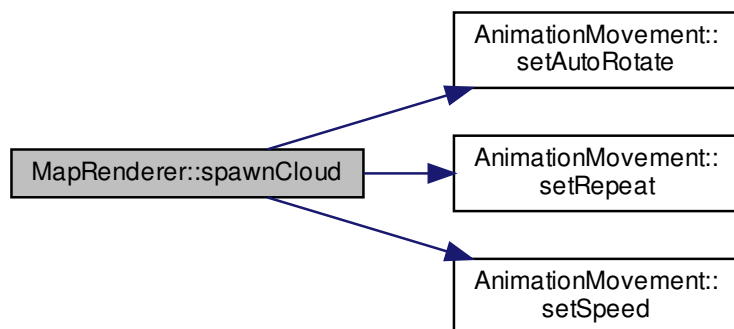 MapRenderer::spawnCloud
AnimationMovement::
setAutoRotate
AnimationMovement::
setRepeat
AnimationMovement::
setSpeed